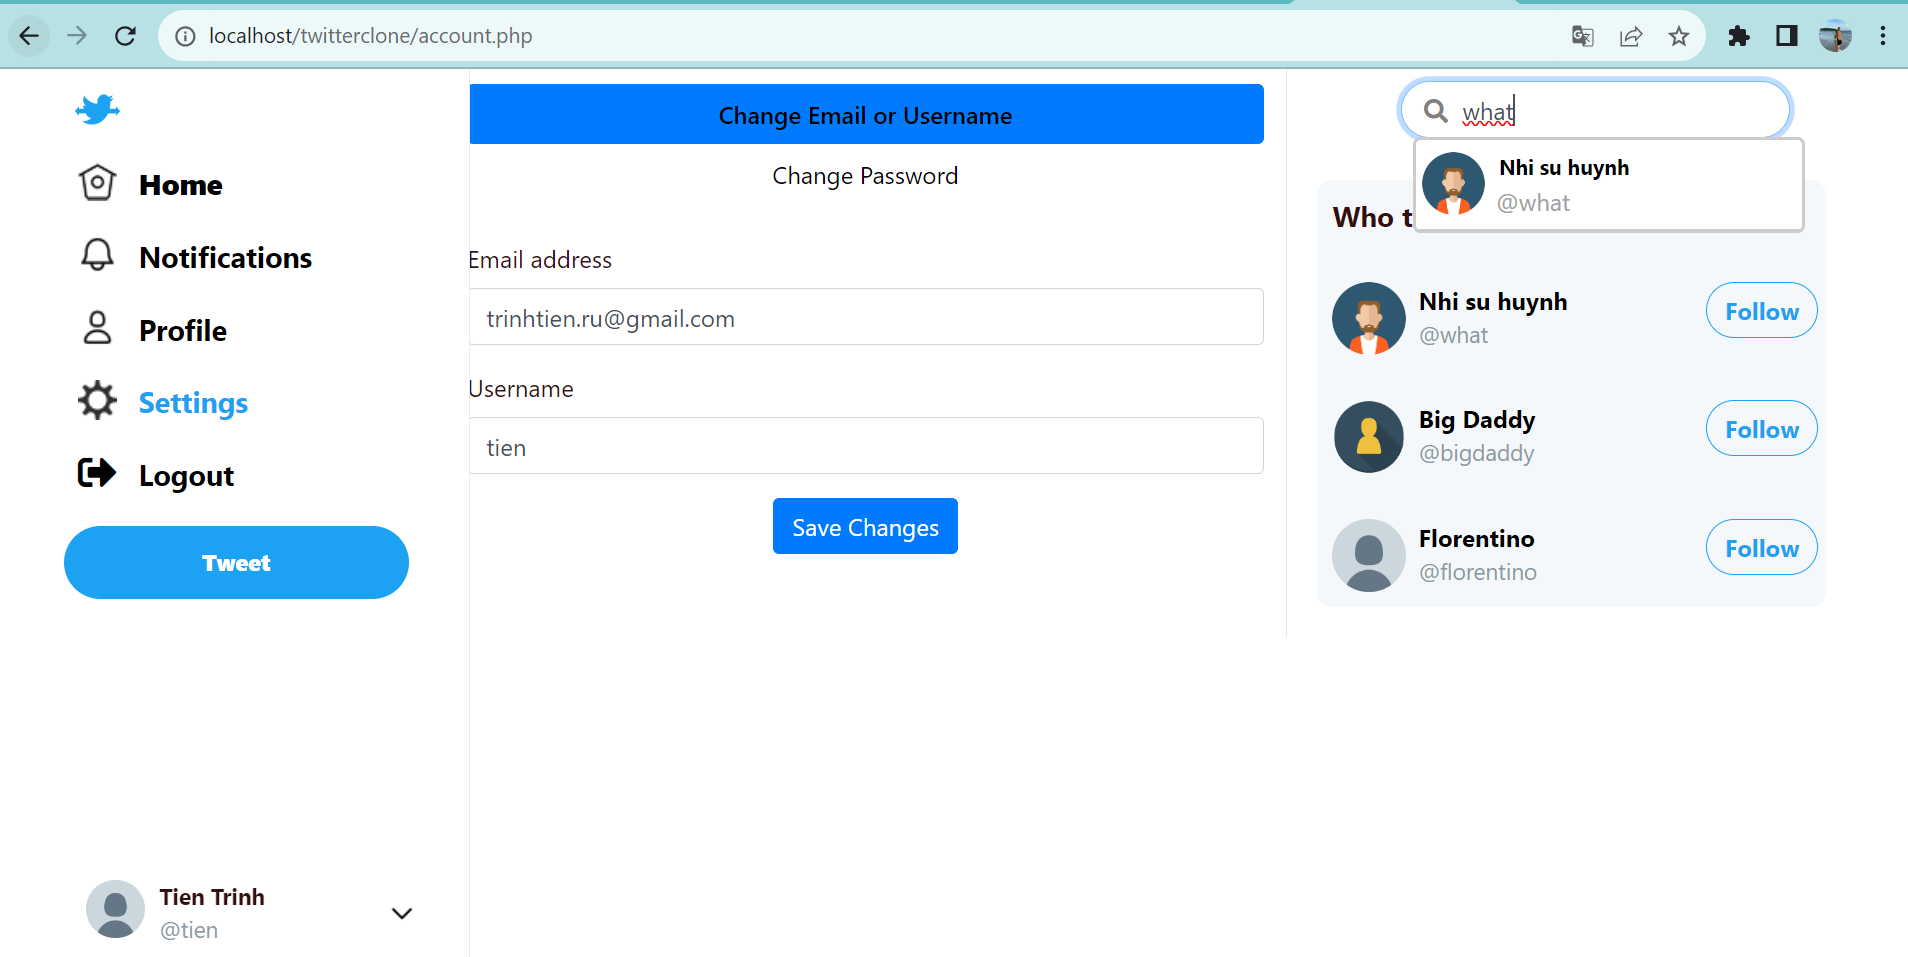 localhost/twitterclone/account.php
Home
Notifications
Profile
Settings
Logout
Tweet
Tien Trinh
@tien
Change Email or Username
Change Password
Email address
trinhtien.ru@gmail.com
Username
tien
Save Changes
what
Nhi su huynh
@what
Who t
Nhi su huynh
@what
Follow
Big Daddy
@bigdaddy
Follow
Florentino
@florentino
Follow